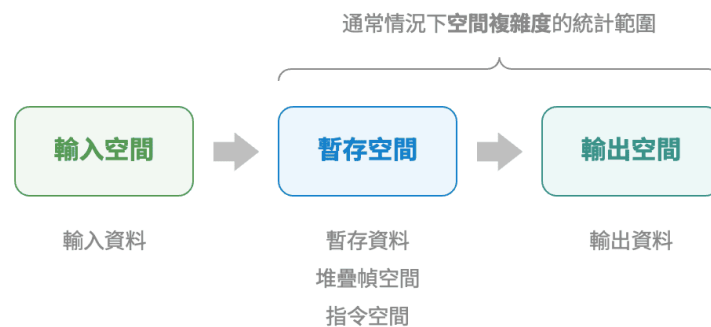 通常情況下空間複雜度的統計範圍
輸入空間
暫存空間
輸出空間
輸入資料
暫存資料
輸出資料
堆疊幀空間
指令空間